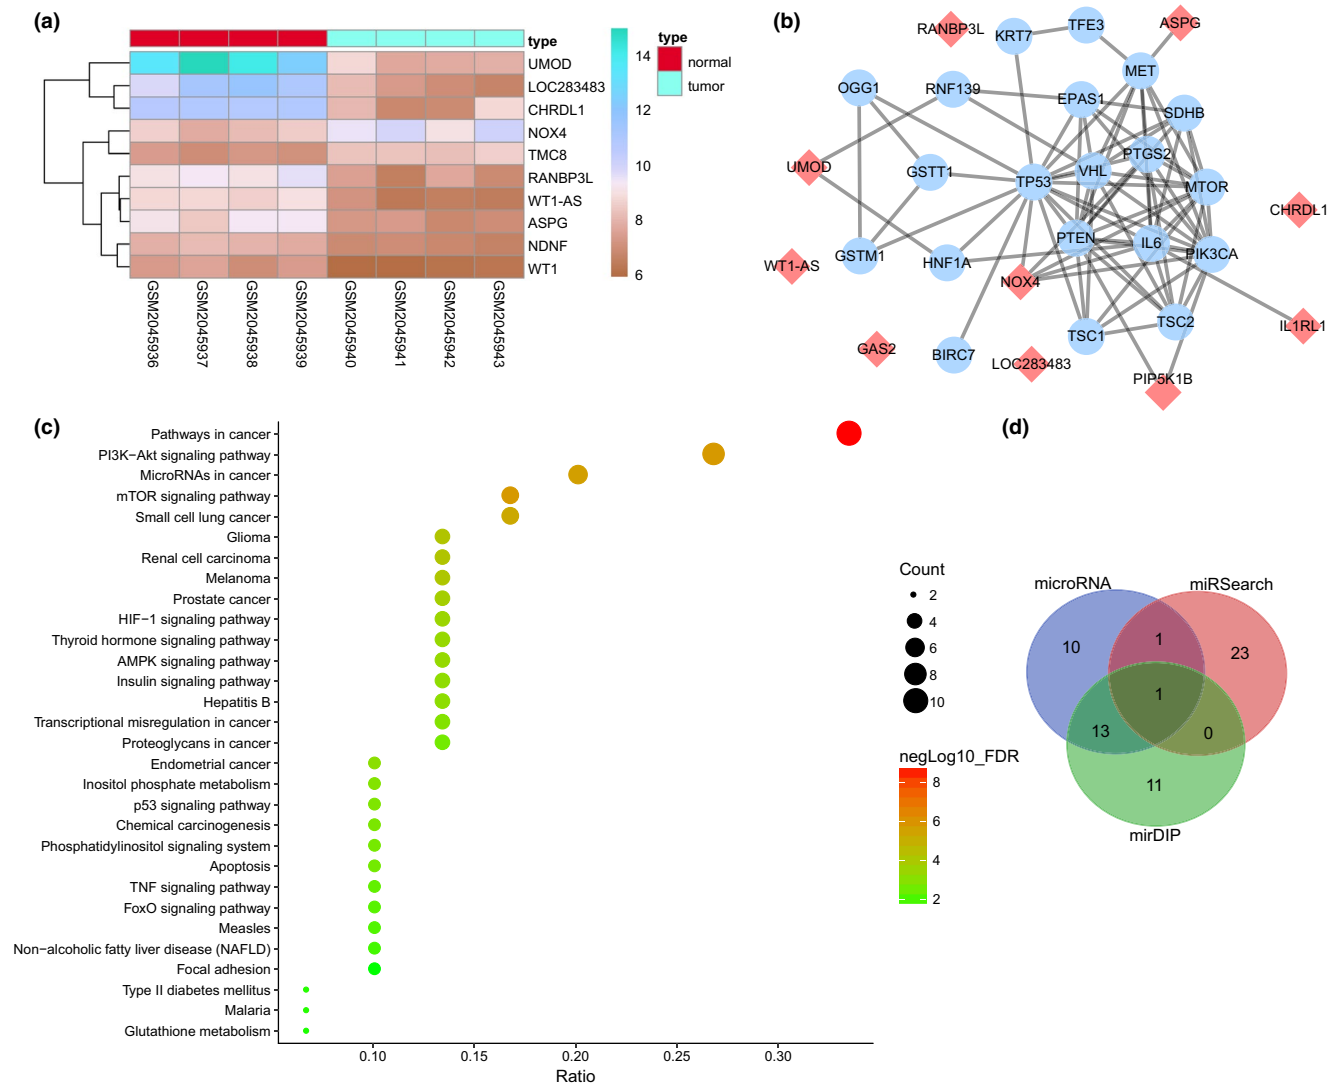 (a)
type
UMOD
LOC283483
CHRDL1
NOX4
TMC8
RANBP3L
WT1-AS
ASPG
NDNF
WT1
GSM2045936
GSM2045937
GSM2045938
GSM2045939
GSM2045940
GSM2045941
GSM2045942
GSM2045943
14
12
10
8
6
type
normal
tumor
(b)
RANBP3L
KRT7
TFE3
ASPG
MET
OGG1
RNF139
EPAS1
SDHB
UMOD
GSTT1
TP53
VHL
PTGS2
MTOR
CHRDL1
WT1-AS
GSTM1
HNF1A
PTEN
IL6
PIK3CA
NOX4
IL1RL1
GAS2
BIRC7
LOC283483
TSC1
TSC2
PIP5K1B
(c)
Pathways in cancer
PI3K−Akt signaling pathway
MicroRNAs in cancer
mTOR signaling pathway
Small cell lung cancer
Glioma
Renal cell carcinoma
Melanoma
Prostate cancer
HIF−1 signaling pathway
Thyroid hormone signaling pathway
AMPK signaling pathway
Insulin signaling pathway
Hepatitis B
Transcriptional misregulation in cancer
Proteoglycans in cancer
Endometrial cancer
Inositol phosphate metabolism
p53 signaling pathway
Chemical carcinogenesis
Phosphatidylinositol signaling system
Apoptosis
TNF signaling pathway
FoxO signaling pathway
Measles
Non−alcoholic fatty liver disease (NAFLD)
Focal adhesion
Type II diabetes mellitus
Malaria
Glutathione metabolism
0.10
0.15
0.20
0.25
0.30
Ratio
Count
2
4
6
8
10
negLog10_FDR
8
6
4
2
(d)
microRNA
miRSearch
10
1
23
1
13
0
11
mirDIP